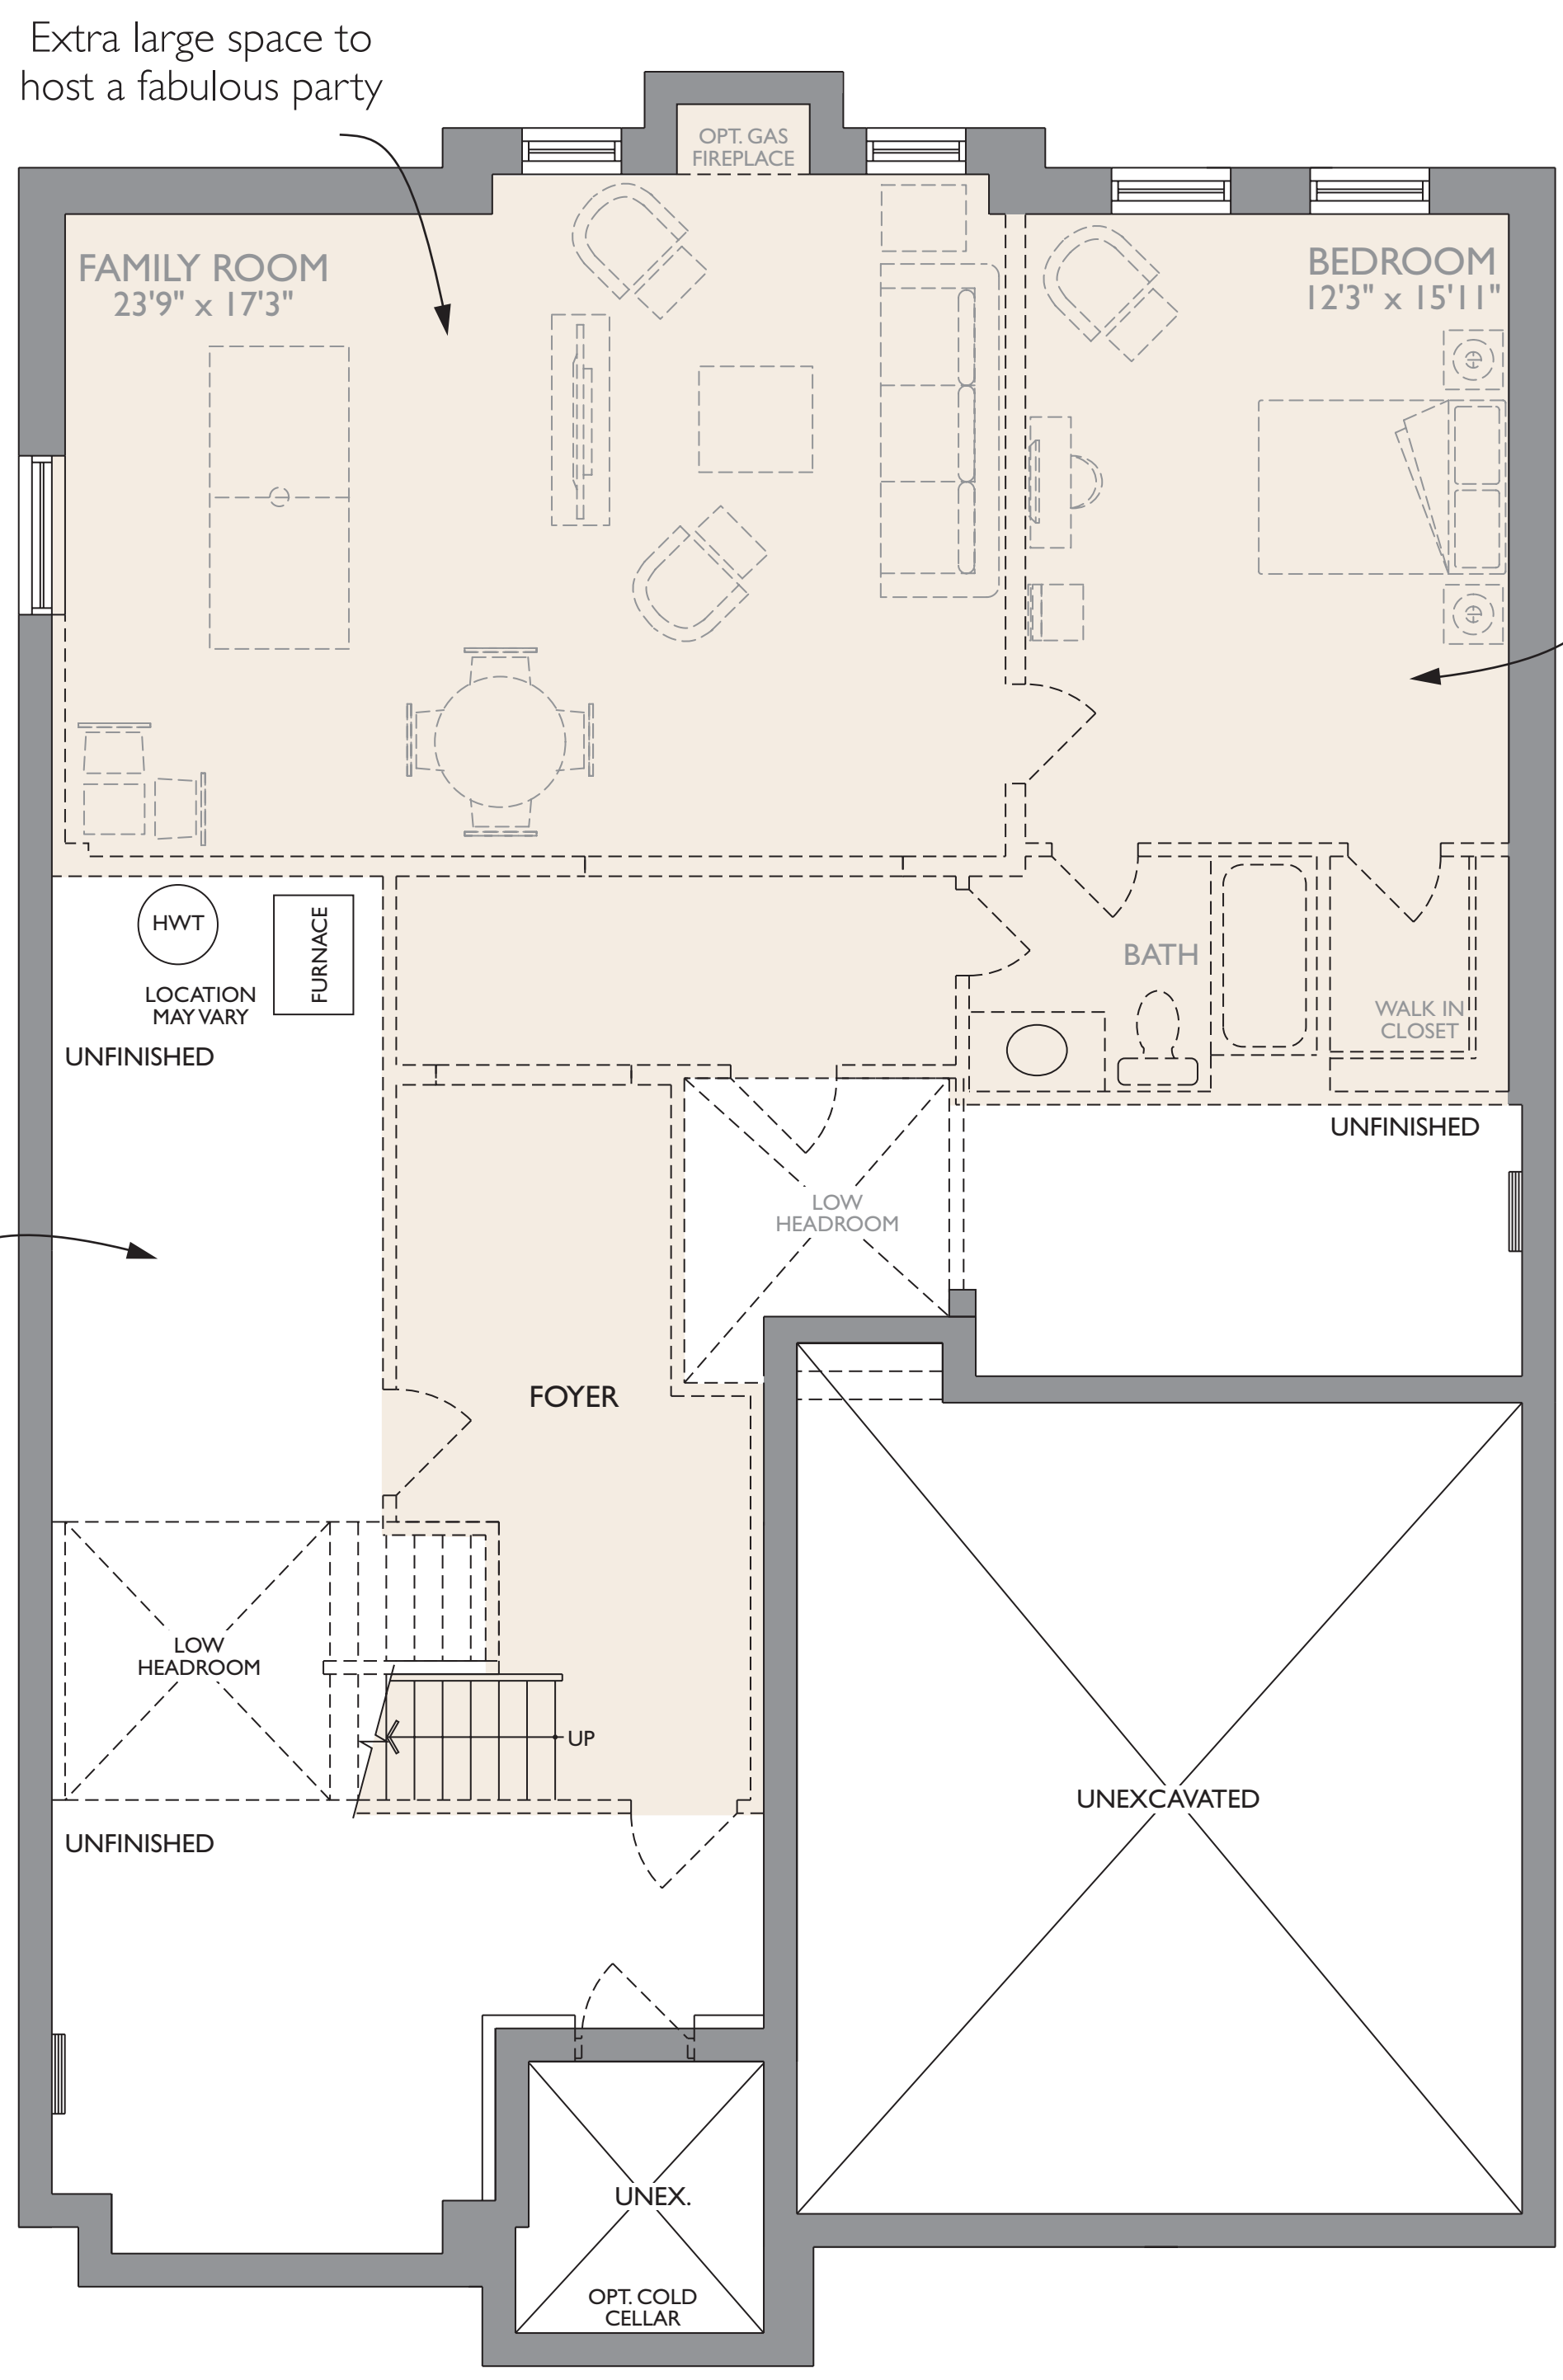 Extra large space to
host a fabulous party
OPT. GAS
FIREPLACE
FAMILY ROOM
23'9" x 17'3"
BEDROOM
12'3" x 15'11"
HWT
FURNACE
LOCATION
MAY VARY
UNFINISHED
BATH
WALK IN
CLOSET
UNFINISHED
LOW
HEADROOM
FOYER
LOW
HEADROOM
UP
UNEXCAVATED
UNFINISHED
UNEX.
OPT. COLD
CELLAR